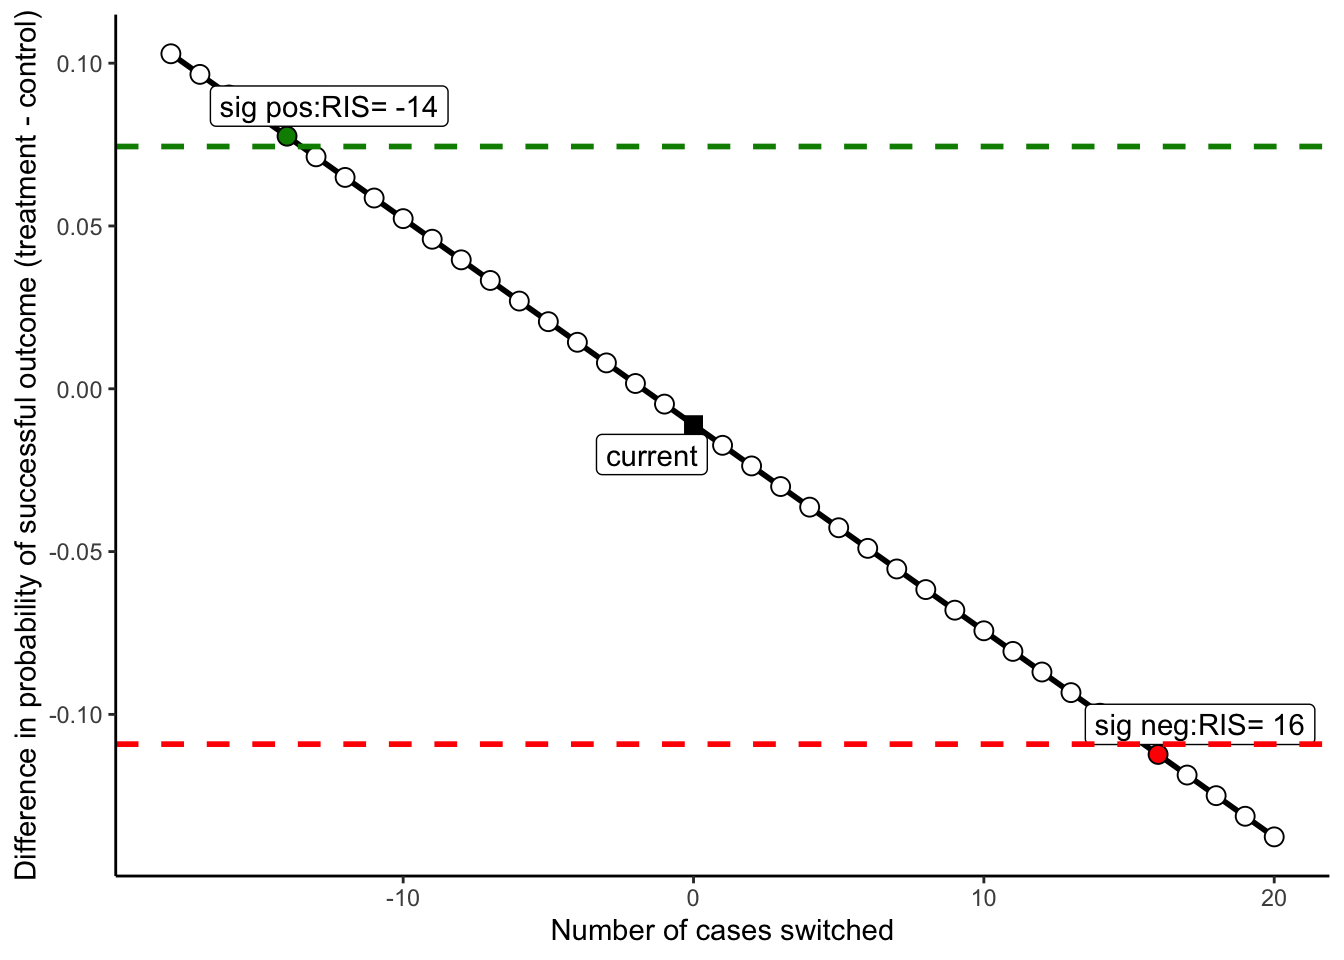 Difference in probability of successful outcome (treatment - control)
0.10
0.05
0.00
-0.05
-0.10
sig pos:RIS= -14
current
sig neg:RIS= 16
-10
0
10
20
Number of cases switched